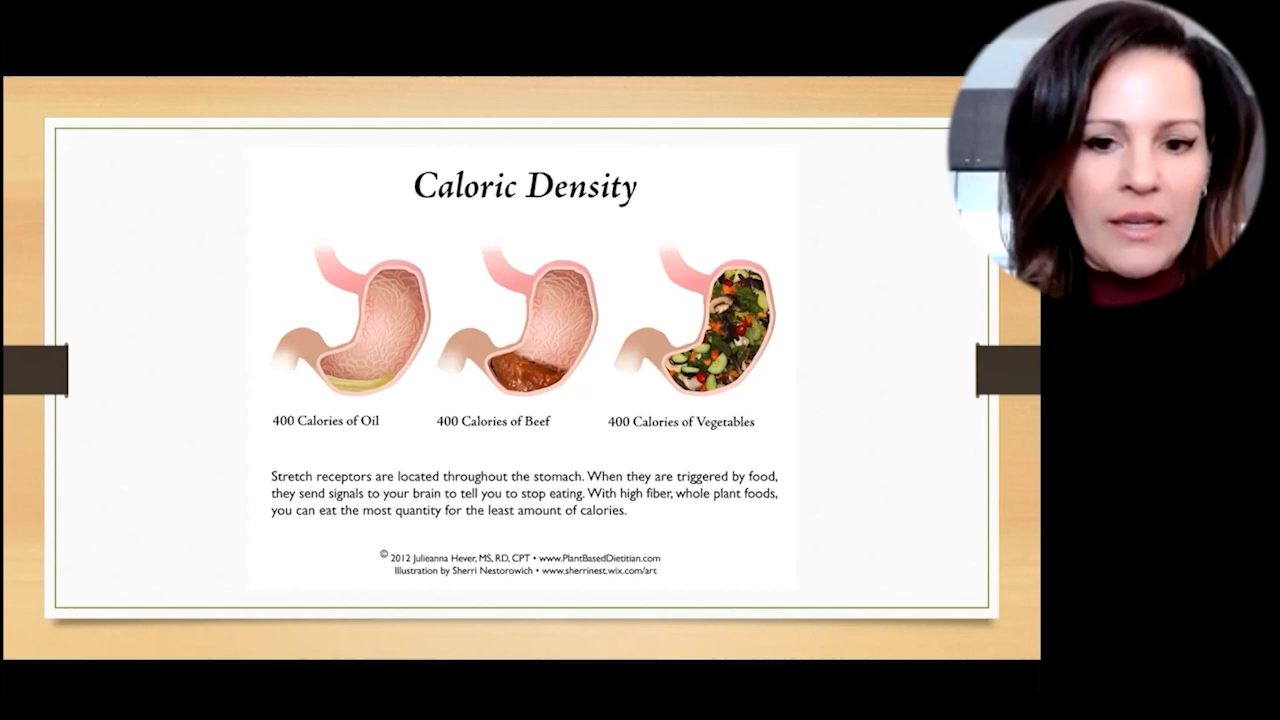 Caloric Density
400 Calories of Oil
400 Calories of Beef
400 Calories of Vegetables
Stretch receptors are located throughout the stomach. When they are triggered by food,
they send signals to your brain to tell you to stop eating. With high fiber, whole plant foods,
you can eat the most quantity for the least amount of calories.
© 2012 Julieanna Hever, MS, RD, CPT • www.PlantBasedDietitian.com
Illustration by Sherri Nestorowich • www.sherrinest.wix.com/art